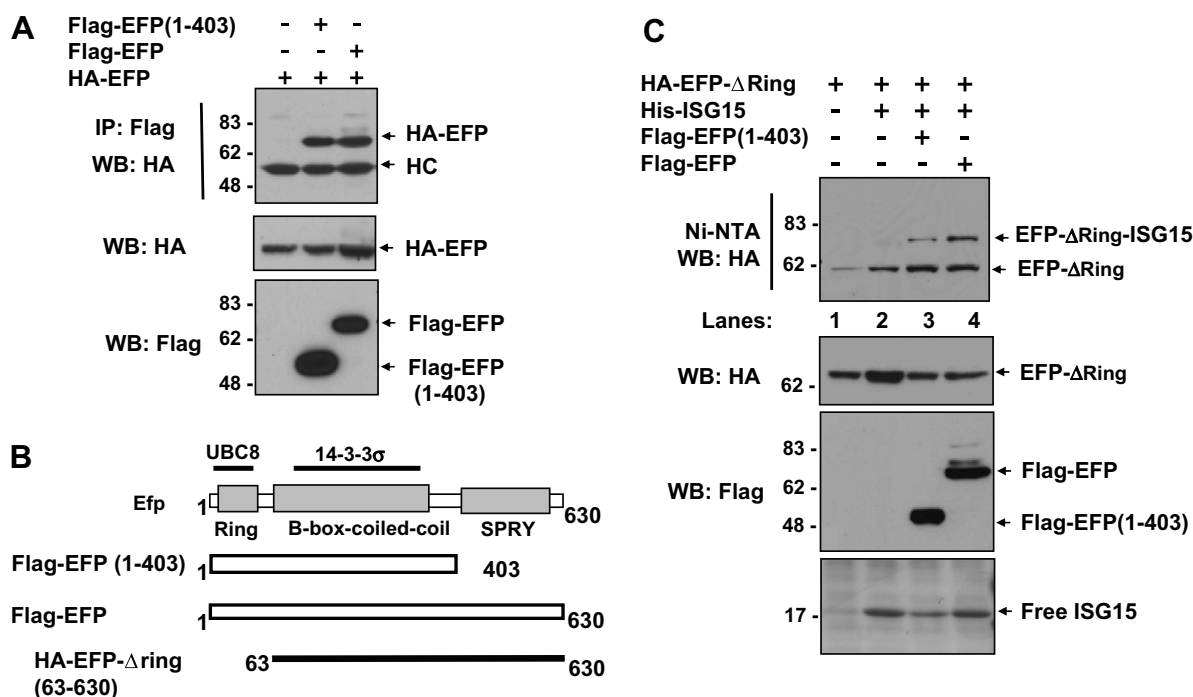 A
Flag-EFP(1-403) - + -
Flag-EFP - - +
HA-EFP + + +
IP: Flag
WB: HA
83 -
62 -
48 -
HA-EFP
HC
WB: HA
HA-EFP
WB: Flag
83 -
62 -
48 -
Flag-EFP
Flag-EFP
(1-403)
B
UBC8
14-3-3σ
Efp
1
630
Ring
B-box-coiled-coil
SPRY
Flag-EFP (1-403)
1
403
Flag-EFP
1
630
HA-EFP-Δring
(63-630)
63
630
C
HA-EFP-ΔRing + + + +
His-ISG15 - + + +
Flag-EFP(1-403) - - + -
Flag-EFP - - - +
Ni-NTA
WB: HA
83 -
62 -
EFP-ΔRing-ISG15
EFP-ΔRing
Lanes: 1 2 3 4
WB: HA
62 -
EFP-ΔRing
WB: Flag
83 -
62 -
48 -
Flag-EFP
Flag-EFP(1-403)
17 -
Free ISG15